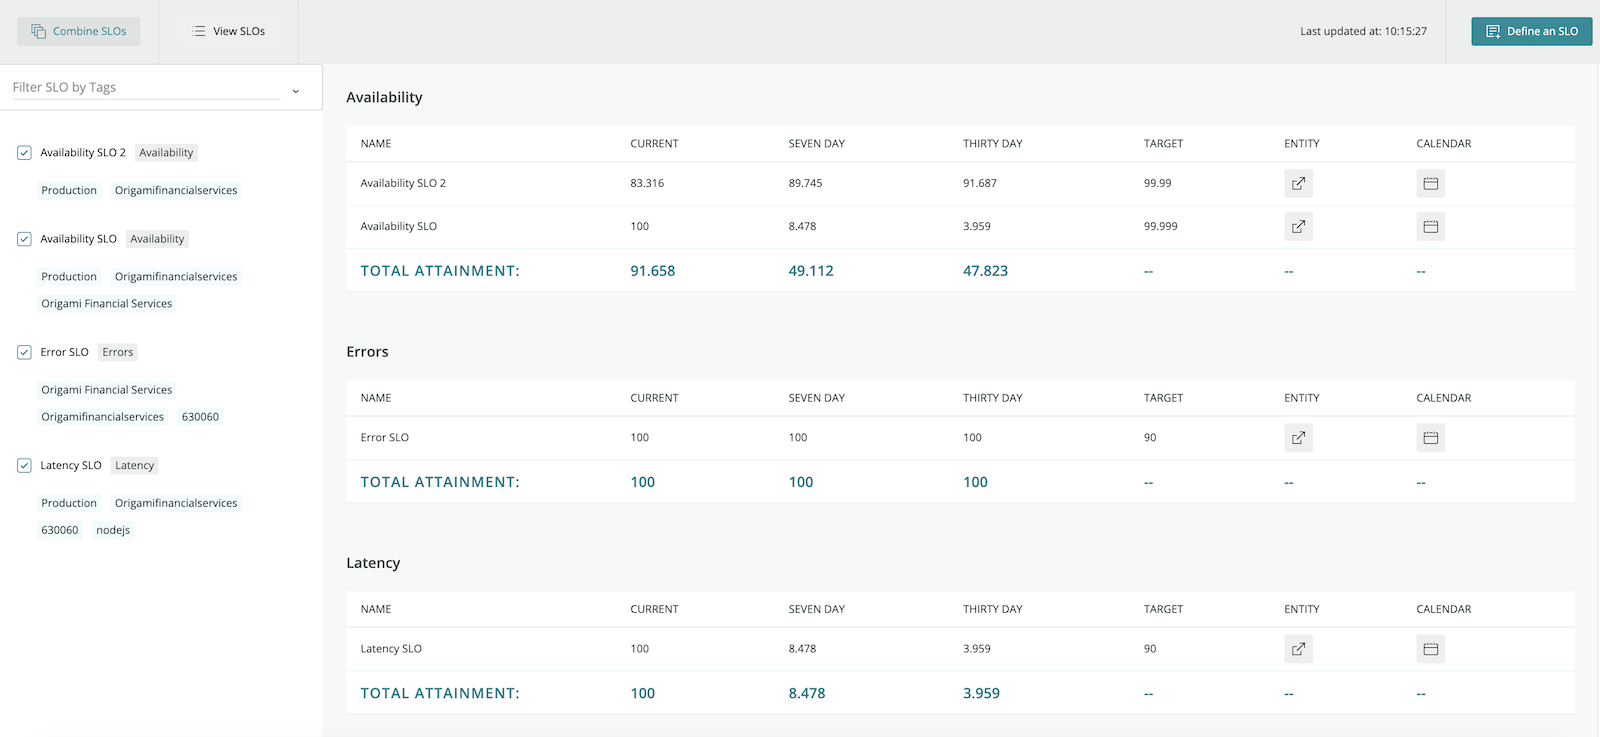 Combine SLOs View SLOs Last updated at: 10:15:27 Define an SLO
Filter SLO by Tags
Availability SLO 2 Availability
Production Origamifinancialservices
Availability SLO Availability
Production Origamifinancialservices
Origami Financial Services
Error SLO Errors
Origami Financial Services
Origamifinancialservices 630060
Latency SLO Latency
Production Origamifinancialservices
630060 nodejs
Availability
NAME CURRENT SEVEN DAY THIRTY DAY TARGET ENTITY CALENDAR
Availability SLO 2 83.316 89.745 91.687 99.99
Availability SLO 100 8.478 3.959 99.999
TOTAL ATTAINMENT: 91.658 49.112 47.823 -- -- --
Errors
NAME CURRENT SEVEN DAY THIRTY DAY TARGET ENTITY CALENDAR
Error SLO 100 100 100 90
TOTAL ATTAINMENT: 100 100 100 -- -- --
Latency
NAME CURRENT SEVEN DAY THIRTY DAY TARGET ENTITY CALENDAR
Latency SLO 100 8.478 3.959 90
TOTAL ATTAINMENT: 100 8.478 3.959 -- -- --